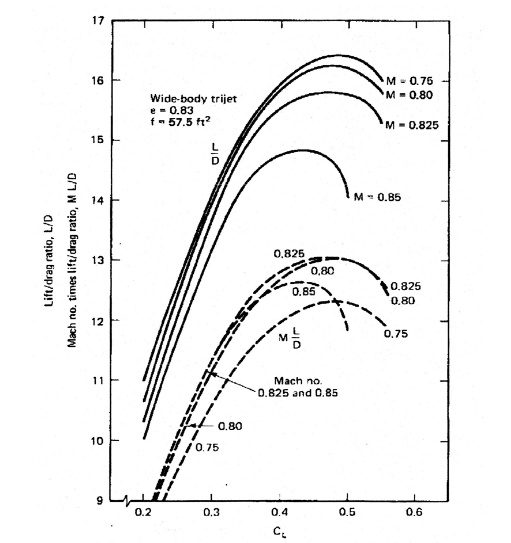 17
16
15
14
13
12
11
10
9
Lift/drag ratio, L/D
Mach no. times lift/drag ratio, M L/D
Wide-body trijet
e = 0.83
f = 57.5 ft²
L
D
M = 0.75
M = 0.80
M = 0.825
M = 0.85
0.825
0.80
0.85
0.825
0.80
0.75
M L
D
Mach no.
0.825 and 0.85
0.80
0.75
0.2
0.3
0.4
0.5
0.6
C_L